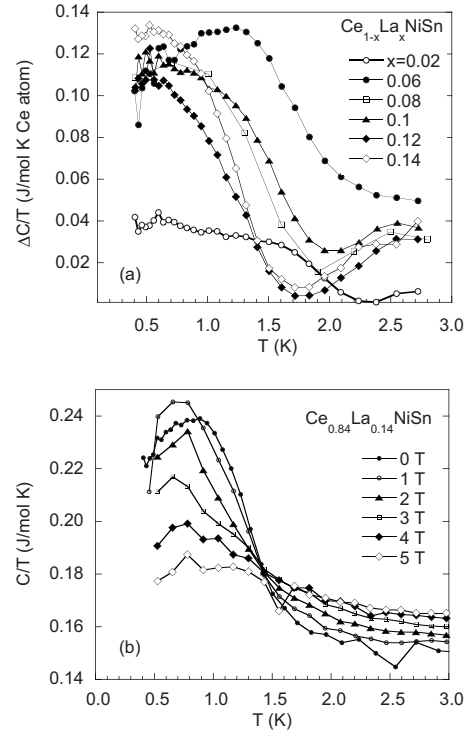 0.14
0.12
0.10
0.08
0.06
0.04
0.02
ΔC/T (J/mol K Ce atom)
Ce1-xLaxNiSn
x=0.02
0.06
0.08
0.1
0.12
0.14
(a)
0.5 1.0 1.5 2.0 2.5
T (K)
0.24
0.22
0.20
0.18
0.16
0.14
C/T (J/mol K)
Ce0.84La0.14NiSn
0 T
1 T
2 T
3 T
4 T
5 T
(b)
0.0 0.5 1.0 1.5 2.0 2.5 3.0
T (K)